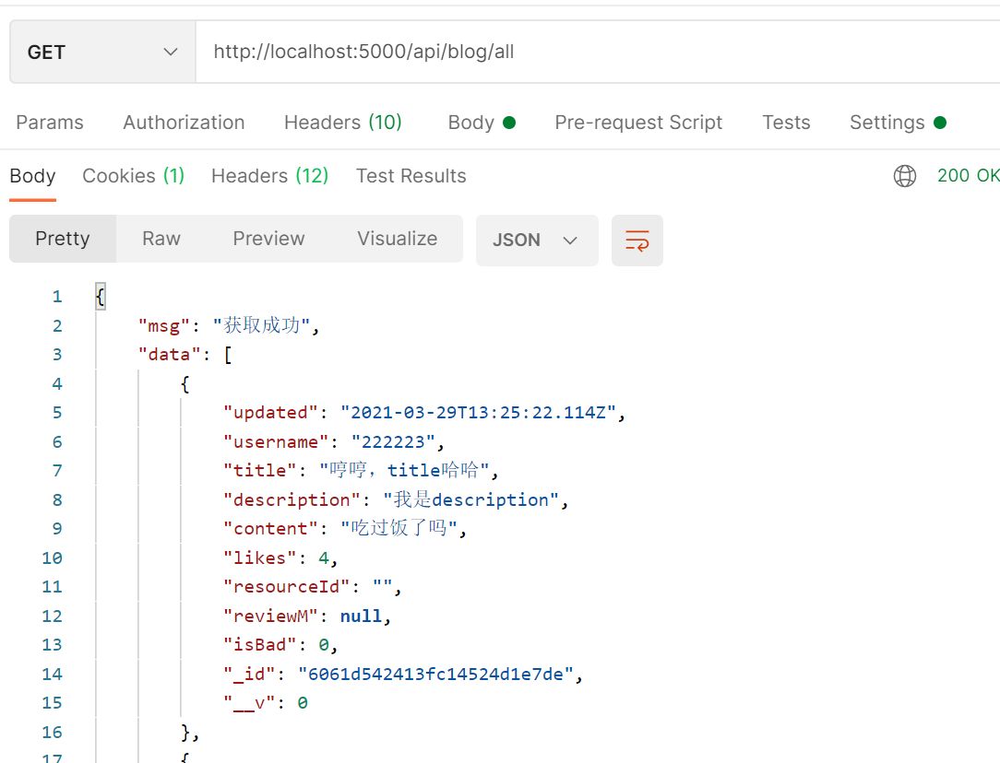 GET http://localhost:5000/api/blog/all
Params Authorization Headers (10) Body Pre-request Script Tests Settings
Body Cookies (1) Headers (12) Test Results 200 OK
Pretty Raw Preview Visualize JSON
1 {
2 "msg": "获取成功",
3 "data": [
4 {
5 "updated": "2021-03-29T13:25:22.114Z",
6 "username": "222223",
7 "title": "哼哼，title哈哈",
8 "description": "我是description",
9 "content": "吃过饭了吗",
10 "likes": 4,
11 "resourceId": "",
12 "reviewM": null,
13 "isBad": 0,
14 "_id": "6061d542413fc14524d1e7de",
15 "__v": 0
16 },
17 {